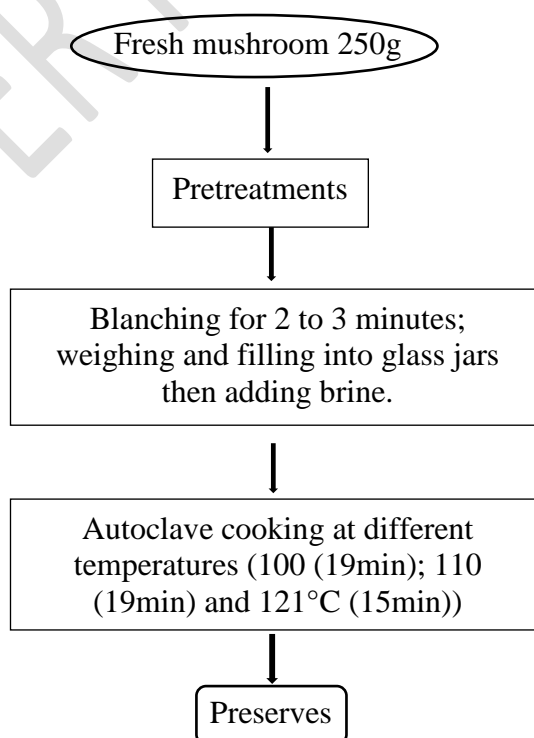 Fresh mushroom 250g
Pretreatments
Blanching for 2 to 3 minutes;
weighing and filling into glass jars
then adding brine.
Autoclave cooking at different
temperatures (100 (19min); 110
(19min) and 121°C (15min))
Preserves